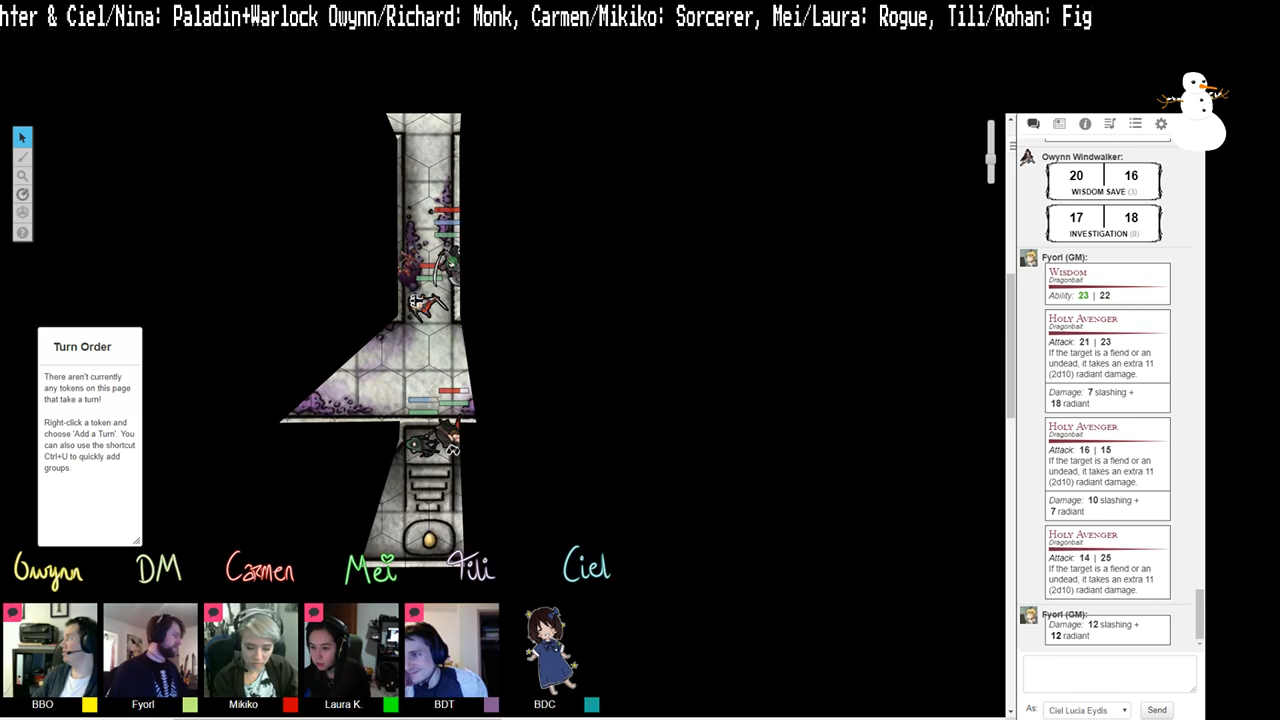 hter & Ciel/Nina: Paladin+Warlock Owynn/Richard: Monk, Carmen/Mikiko: Sorcerer, Mei/Laura: Rogue, Tili/Rohan: Fig
Owynn Windwalker:
20 16
WISDOM SAVE (3)
17 18
INVESTIGATION (0)
Fyorl (GM):
WISDOM
Dragonbait
Ability: 23 | 22
HOLY AVENGER
Dragonbait
Attack: 21 | 23
If the target is a fiend or an
undead, it takes an extra 11
(2d10) radiant damage.
Damage: 7 slashing +
18 radiant
HOLY AVENGER
Dragonbait
Attack: 16 | 15
If the target is a fiend or an
undead, it takes an extra 11
(2d10) radiant damage.
Damage: 10 slashing +
7 radiant
HOLY AVENGER
Dragonbait
Attack: 14 | 25
If the target is a fiend or an
undead, it takes an extra 11
(2d10) radiant damage.
Fyorl (GM):
Damage: 12 slashing +
12 radiant
As: Ciel Lucia Eydis Send
Turn Order
There aren't currently
any tokens on this page
that take a turn!
Right-click a token and
choose 'Add a Turn'. You
can also use the shortcut
Ctrl+U to quickly add
groups.
Owynn DM Carmen Mei Tili Ciel
BBO Fyorl Mikiko Laura K. BDT BDC